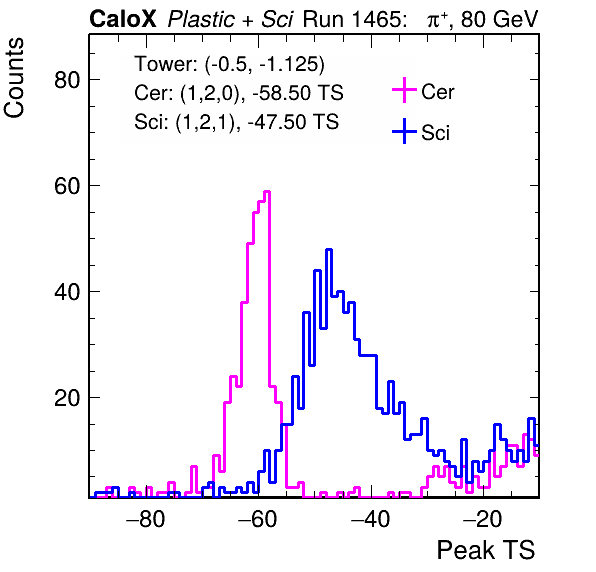 CaloX Plastic + Sci Run 1465: π⁺, 80 GeV
Counts
Tower: (-0.5, -1.125)
Cer: (1,2,0), -58.50 TS
Sci: (1,2,1), -47.50 TS
Cer
Sci
80
60
40
20
−80 −60 −40 −20
Peak TS